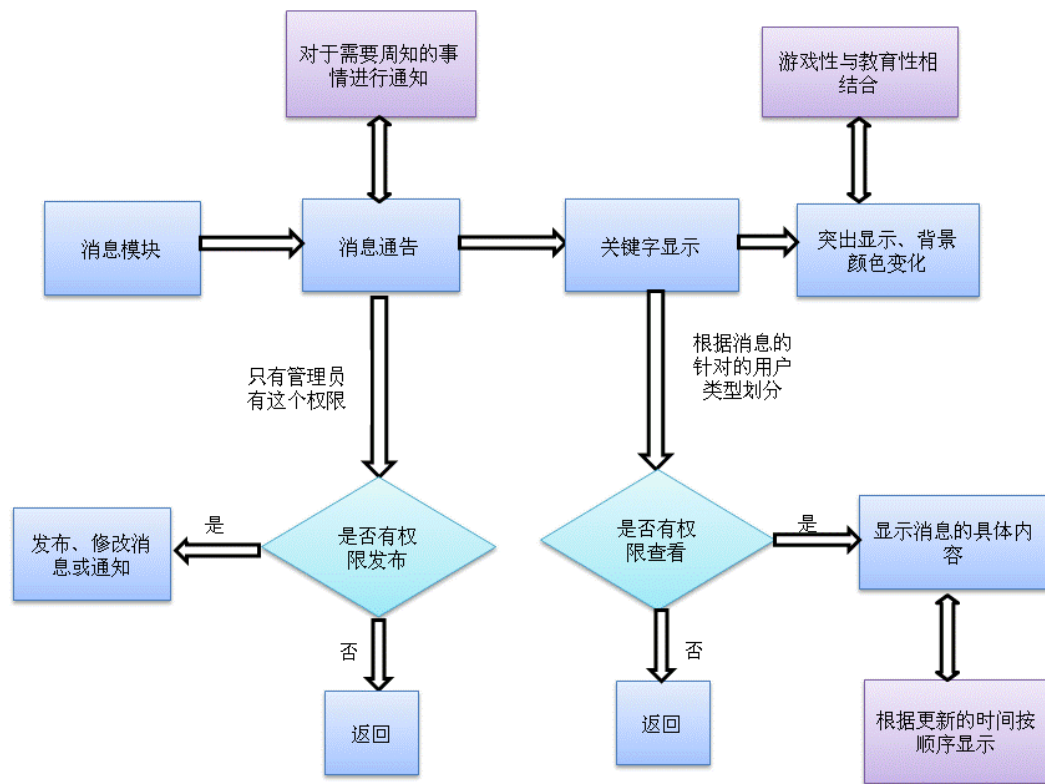 对于需要周知的事
情进行通知
游戏性与教育性相
结合
消息模块
消息通告
关键字显示
突出显示、背景
颜色变化
只有管理员
有这个权限
根据消息的
针对的用户
类型划分
发布、修改消
息或通知
是
是否有权
限发布
是否有权
限查看
是
显示消息的具体内
容
否
否
返回
返回
根据更新的时间按
顺序显示